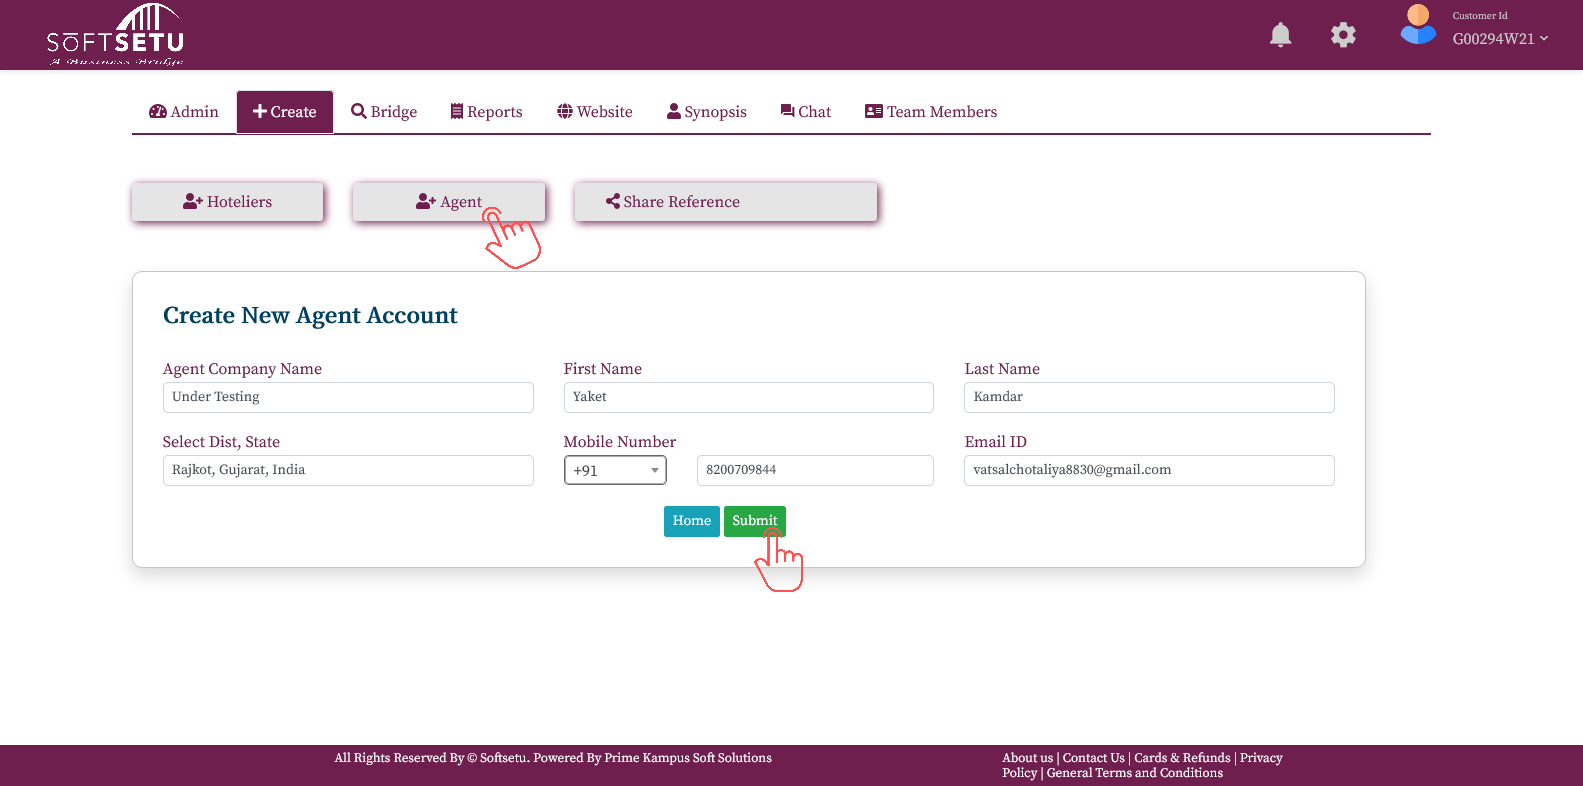 SOFTSETU
A Business Bridge
Customer Id
G00294W21
Admin Create Bridge Reports Website Synopsis Chat Team Members
Hoteliers Agent Share Reference
Create New Agent Account
Agent Company Name First Name Last Name
Under Testing Yaket Kamdar
Select Dist, State Mobile Number Email ID
Rajkot, Gujarat, India +91 8200709844 vatsalchotaliya8830@gmail.com
Home Submit
All Rights Reserved By © Softsetu. Powered By Prime Kampus Soft Solutions
About us | Contact Us | Cards & Refunds | Privacy
Policy | General Terms and Conditions